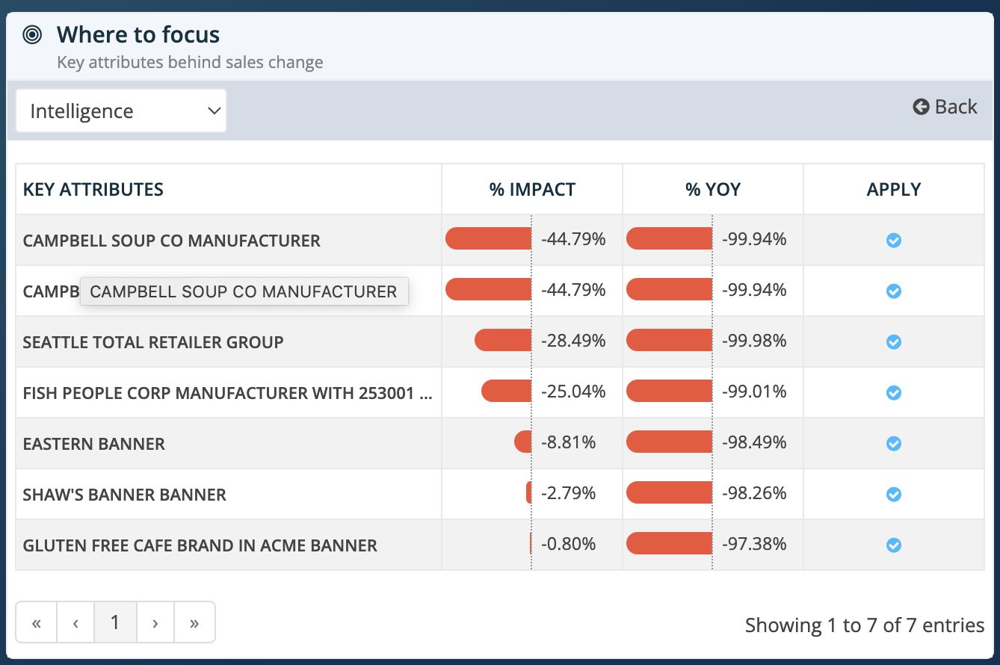 Where to focus
Key attributes behind sales change
Intelligence
Back
KEY ATTRIBUTES % IMPACT % YOY APPLY
CAMPBELL SOUP CO MANUFACTURER -44.79% -99.94%
CAMPB CAMPBELL SOUP CO MANUFACTURER -44.79% -99.94%
SEATTLE TOTAL RETAILER GROUP -28.49% -99.98%
FISH PEOPLE CORP MANUFACTURER WITH 253001 ... -25.04% -99.01%
EASTERN BANNER -8.81% -98.49%
SHAW'S BANNER BANNER -2.79% -98.26%
GLUTEN FREE CAFE BRAND IN ACME BANNER -0.80% -97.38%
« ‹ 1 › »
Showing 1 to 7 of 7 entries